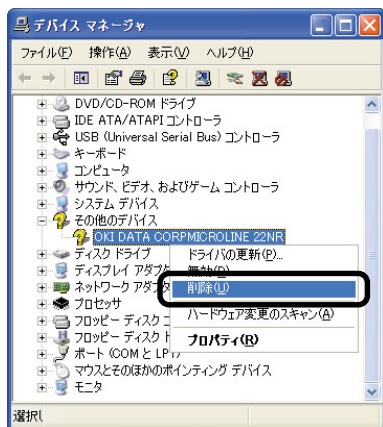 デバイス マネージャ
ファイル(F) 操作(A) 表示(V) ヘルプ(H)
DVD/CD-ROM ドライブ
IDE ATA/ATAPI コントローラ
USB (Universal Serial Bus) コントローラ
キーボード
コンピュータ
サウンド、ビデオ、およびゲーム コントローラ
システム デバイス
その他のデバイス
OKI DATA CORPMICROLINE 22NR
ディスク ドライブ
ディスプレイ アダプタ
ネットワーク アダプタ
プロセッサ
フロッピー ディスク コ
フロッピー ディスク ド
ポート (COM と LPT)
マウスとそのほかのポインティング デバイス
モニタ
ドライバの更新(P)...
無効(D)
削除(U)
ハードウェア変更のスキャン(A)
プロパティ(R)
選択し